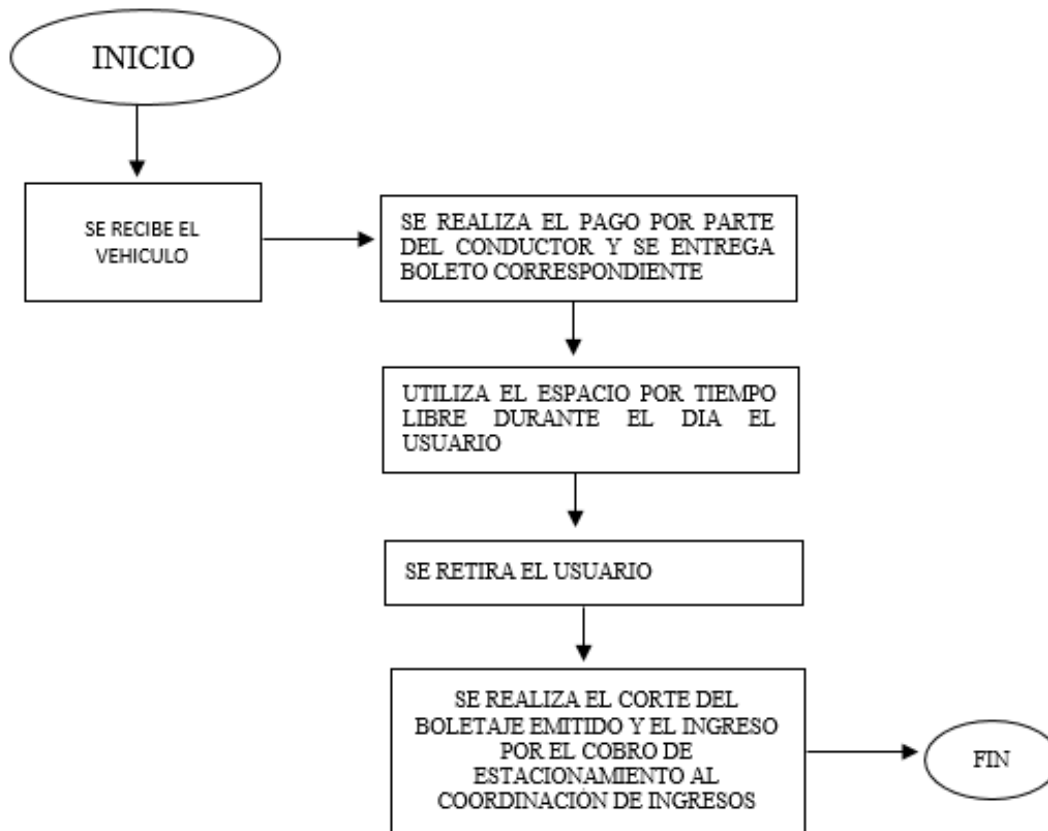 INICIO
SE RECIBE EL
VEHICULO
SE REALIZA EL PAGO POR PARTE
DEL CONDUCTOR Y SE ENTREGA
BOLETO CORRESPONDIENTE
UTILIZA EL ESPACIO POR TIEMPO
LIBRE DURANTE EL DIA EL
USUARIO
SE RETIRA EL USUARIO
SE REALIZA EL CORTE DEL
BOLETAJE EMITIDO Y EL INGRESO
POR EL COBRO DE
ESTACIONAMIENTO AL
COORDINACIÓN DE INGRESOS
FIN